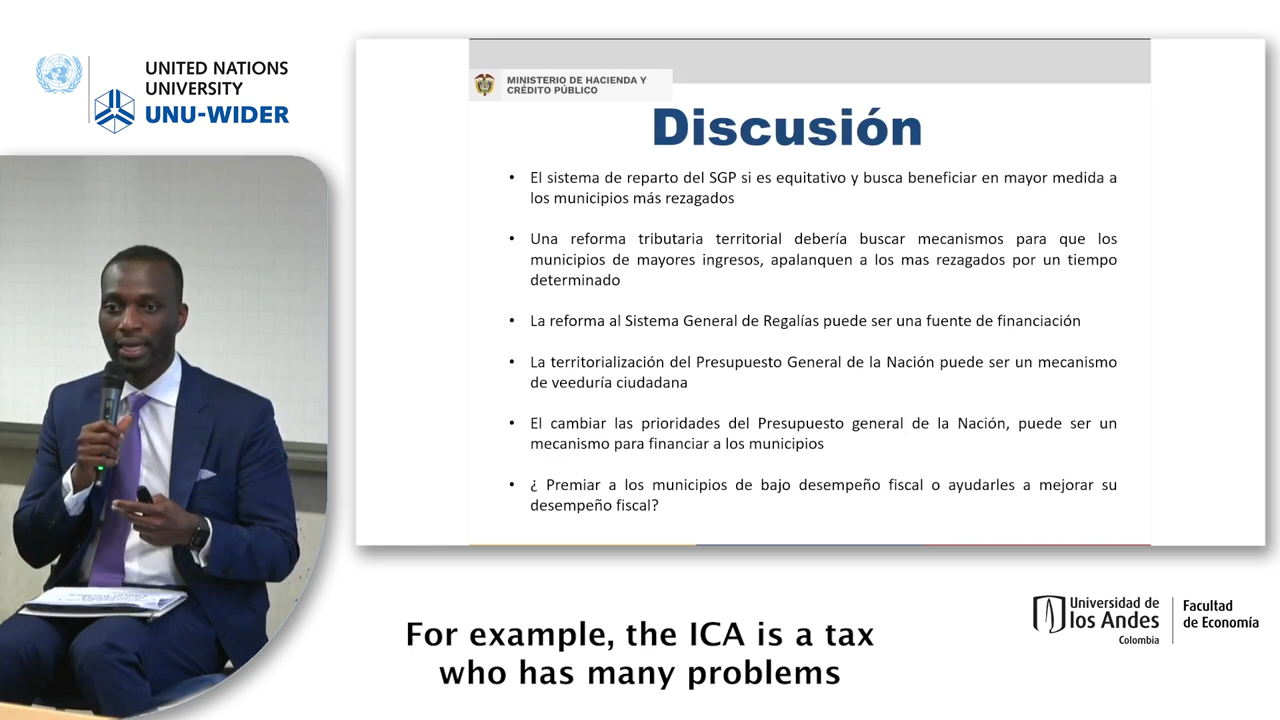 UNITED NATIONS
UNIVERSITY
UNU-WIDER
MINISTERIO DE HACIENDA Y
CRÉDITO PÚBLICO
Discusión
• El sistema de reparto del SGP si es equitativo y busca beneficiar en mayor medida a
los municipios más rezagados
• Una reforma tributaria territorial debería buscar mecanismos para que los
municipios de mayores ingresos, apalanquen a los mas rezagados por un tiempo
determinado
• La reforma al Sistema General de Regalías puede ser una fuente de financiación
• La territorialización del Presupuesto General de la Nación puede ser un mecanismo
de veeduría ciudadana
• El cambiar las prioridades del Presupuesto general de la Nación, puede ser un
mecanismo para financiar a los municipios
• ¿ Premiar a los municipios de bajo desempeño fiscal o ayudarles a mejorar su
desempeño fiscal?
For example, the ICA is a tax
who has many problems
Universidad de
los Andes
Colombia
Facultad
de Economía